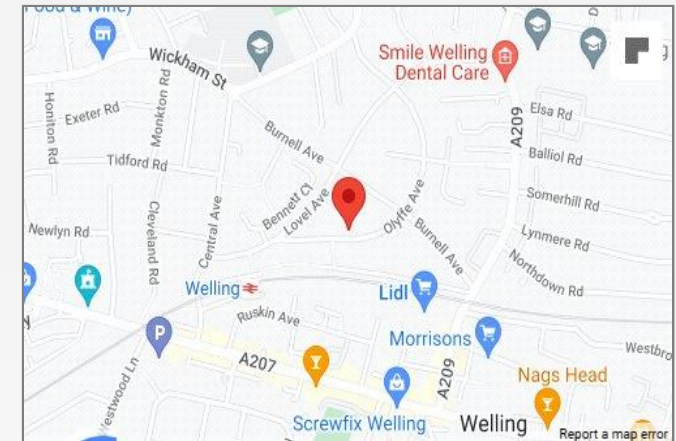 Food & Wine)
Wickham St
Smile Welling
Dental Care
Honiton Rd
Exeter Rd
Monkton Rd
A209
Elsa Rd
Burnell Ave
Balliol Rd
Tidford Rd
Bennett Ct
Lovel Ave
Olyffe Ave
Somerhill Rd
Newlyn Rd
Cleveland Rd
Central Ave
Burnell Ave
Lynmere Rd
Northdown Rd
Welling
Lidl
Ruskin Ave
P
Morrisons
A207
A209
Westbro
Nags Head
Westwood Ln
Screwfix Welling
Welling
Report a map error